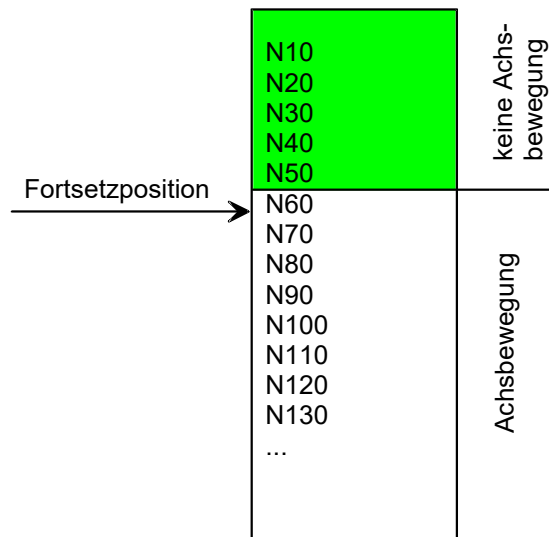 N10
N20
N30
N40
N50
keine Achs-
bewegung
Fortsetzposition
N60
N70
N80
N90
N100
N110
N120
N130
...
Achsbewegung